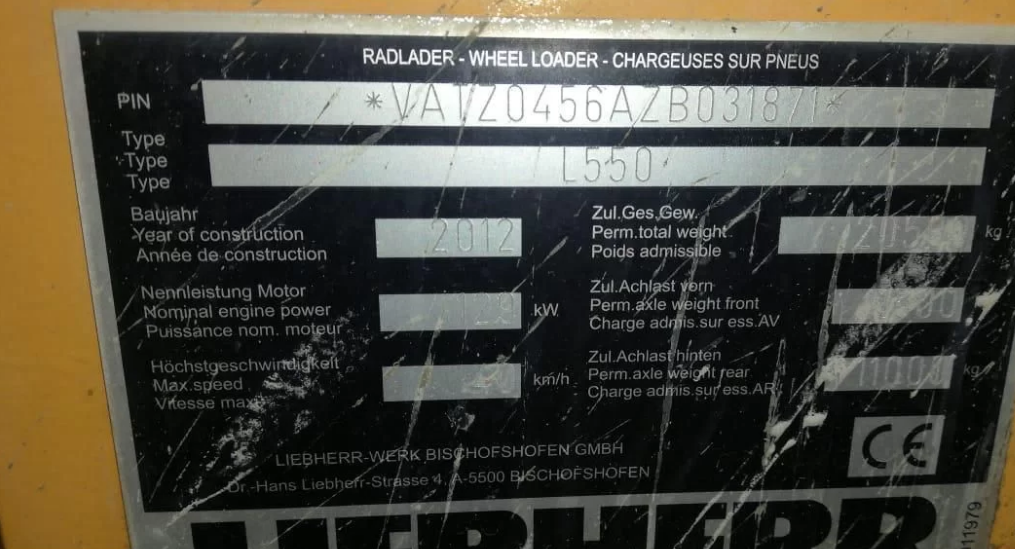 RADLADER - WHEEL LOADER - CHARGEUSES SUR PNEUS
PIN *VATZ0456AZB031871*
Type
Type
Type
L550
Baujahr
Year of construction
Année de construction
2012
Zul.Ges.Gew.
Perm.total weight
Poids admissible
kg
Nennleistung Motor
Nominal engine power
Puissance nom. moteur
kW
Zul.Achlast vorn
Perm.axle weight front
Charge admis.sur ess.AV
Höchstgeschwindigkeit
Max.speed
Vitesse max
km/h
Zul.Achlast hinten
Perm.axle weight rear
Charge admis.sur ess.AR
kg
CE
LIEBHERR-WERK BISCHOFSHOFEN GMBH
Dr.-Hans Liebherr-Strasse 4, A-5500 BISCHOFSHOFEN
LIEBHERR